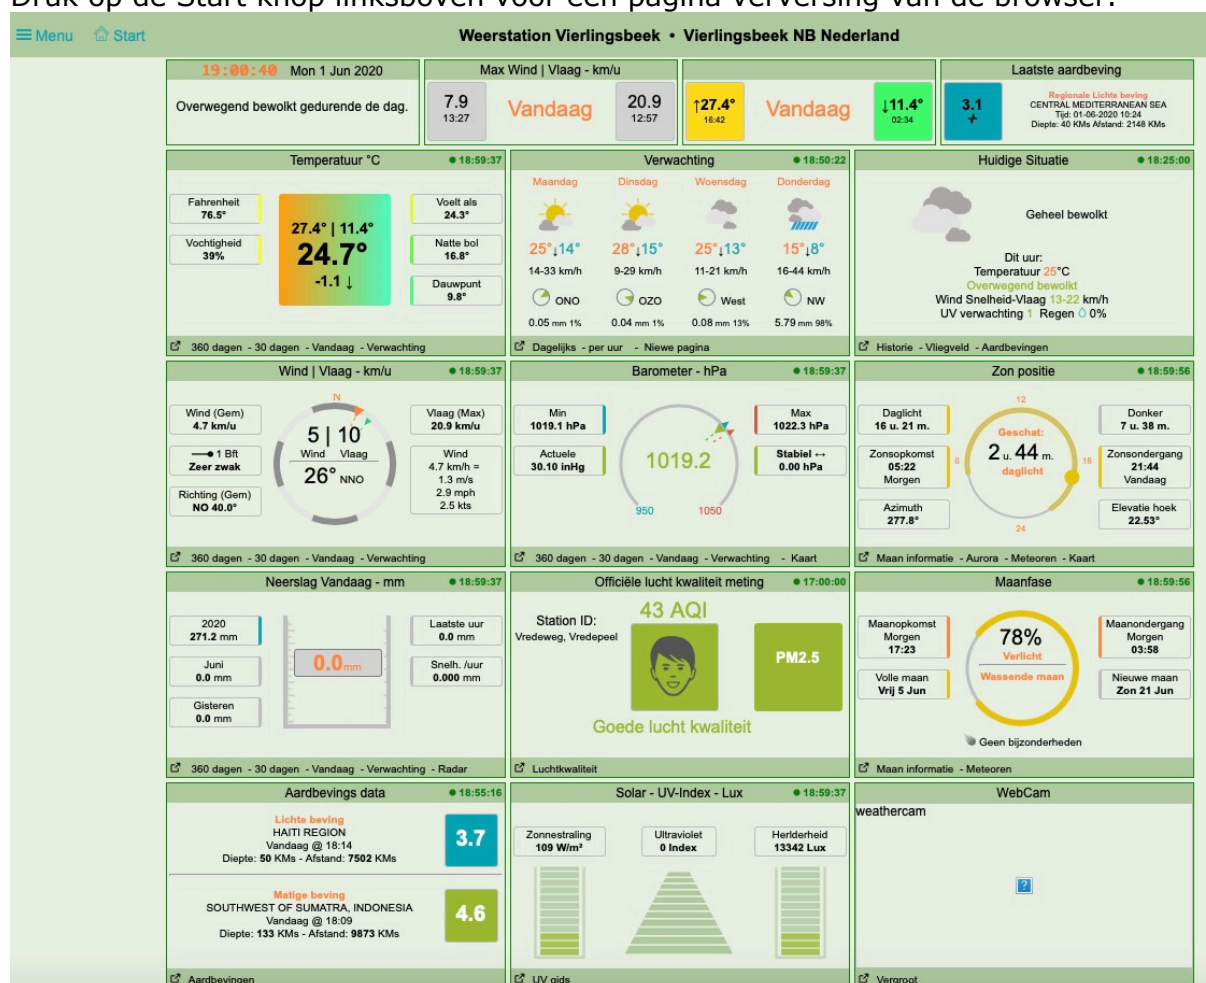 Druk op de Start knop linksboven voor een pagina verversing van de browser.
Menu Start
Weerstation Vierlingsbeek • Vierlingsbeek NB Nederland
19:00:40 Mon 1 Jun 2020
Overwegend bewolkt gedurende de dag.
Max Wind | Vlaag - km/u
7.9
13:27
Vandaag
20.9
12:57
↑27.4°
16:42
Vandaag
↓11.4°
02:34
Laatste aardbeving
3.1
Regionale Lichte beving
CENTRAL MEDITERRANEAN SEA
Tijd: 01-06-2020 10:24
Diepte: 40 KMs Afstand: 2148 KMs
Temperatuur °C 18:59:37
Fahrenheit
76.5°
Vochtigheid
39%
27.4° | 11.4°
24.7°
-1.1 ↓
Voelt als
24.3°
Natte bol
16.8°
Dauwpunt
9.8°
360 dagen - 30 dagen - Vandaag - Verwachting
Verwachting 18:50:22
Maandag Dinsdag Woensdag Donderdag
25°↓14° 28°↓15° 25°↓13° 15°↓8°
14-33 km/h 9-29 km/h 11-21 km/h 16-44 km/h
ONO OZO West NW
0.05 mm 1% 0.04 mm 1% 0.08 mm 13% 5.79 mm 98%
Dagelijks - per uur - Niewe pagina
Huidige Situatie 18:25:00
Geheel bewolkt
Dit uur:
Temperatuur 25°C
Overwegend bewolkt
Wind Snelheid-Vlaag 13-22 km/h
UV verwachting 1 Regen 0%
Historie - Vliegveld - Aardbevingen
Wind | Vlaag - km/u 18:59:37
Wind (Gem)
4.7 km/u
1 Bft
Zeer zwak
Richting (Gem)
NO 40.0°
N
5 | 10
Wind Vlaag
26° NNO
Vlaag (Max)
20.9 km/u
Wind
4.7 km/h =
1.3 m/s
2.9 mph
2.5 kts
360 dagen - 30 dagen - Vandaag - Verwachting
Barometer - hPa 18:59:37
Min
1019.1 hPa
Actuele
30.10 inHg
1019.2
950 1050
Max
1022.3 hPa
Stabiel ↔
0.00 hPa
360 dagen - 30 dagen - Vandaag - Verwachting - Kaart
Zon positie 18:59:56
Daglicht
16 u. 21 m.
Zonsopkomst
05:22
Morgen
Azimuth
277.8°
12
Geschat:
2 u. 44 m.
daglicht
6 18
24
Donker
7 u. 38 m.
Zonsondergang
21:44
Vandaag
Elevatie hoek
22.53°
Maan informatie - Aurora - Meteoren - Kaart
Neerslag Vandaag - mm 18:59:37
2020
271.2 mm
Juni
0.0 mm
Gisteren
0.0 mm
0.0mm
Laatste uur
0.0 mm
Snelh. /uur
0.000 mm
360 dagen - 30 dagen - Vandaag - Verwachting - Radar
Officiële lucht kwaliteit meting 17:00:00
Station ID:
Vredeweg, Vredepeel
43 AQI
PM2.5
Goede lucht kwaliteit
Luchtkwaliteit
Maanfase 18:59:56
Maanopkomst
Morgen
17:23
Volle maan
Vrij 5 Jun
78%
Verlicht
Wassende maan
Maanondergang
Morgen
03:58
Nieuwe maan
Zon 21 Jun
Geen bijzonderheden
Maan informatie - Meteoren
Aardbevings data 18:55:16
Lichte beving
HAITI REGION
Vandaag @ 18:14
Diepte: 50 KMs - Afstand: 7502 KMs
3.7
Matige beving
SOUTHWEST OF SUMATRA, INDONESIA
Vandaag @ 18:09
Diepte: 133 KMs - Afstand: 9873 KMs
4.6
Aardbevingen
Solar - UV-Index - Lux 18:59:37
Zonnestraling
109 W/m²
Ultraviolet
0 Index
Herlderheid
13342 Lux
UV gids
WebCam
weathercam
?
Vergroot